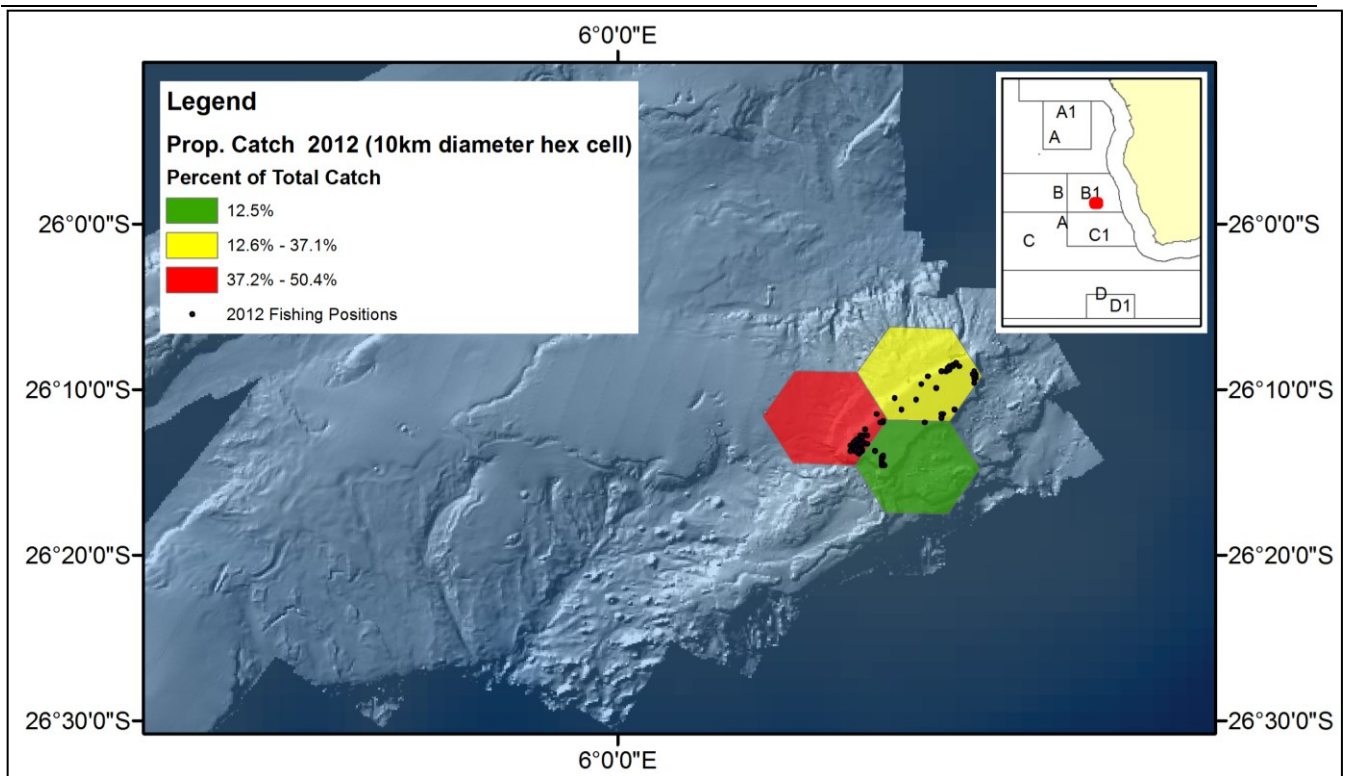 6°0'0"E
Legend
Prop. Catch 2012 (10km diameter hex cell)
Percent of Total Catch
12.5%
12.6% - 37.1%
37.2% - 50.4%
2012 Fishing Positions
A1
A
B B1
A
C C1
D
D1
26°0'0"S 26°0'0"S
26°10'0"S 26°10'0"S
26°20'0"S 26°20'0"S
26°30'0"S 26°30'0"S
6°0'0"E